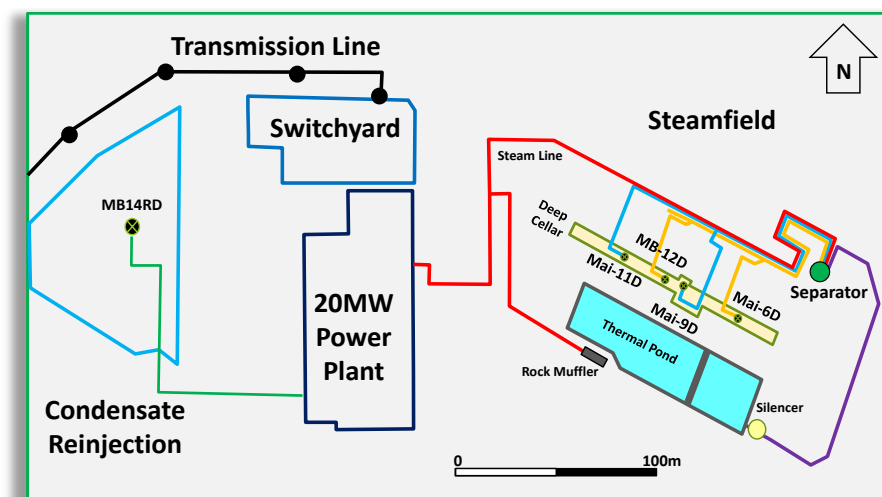 Transmission Line
N
Switchyard
Steamfield
Steam Line
MB14RD
Deep
Cellar
MB-12D
Mai-11D
Mai-6D
Separator
Mai-9D
20MW
Power
Plant
Thermal Pond
Rock Muffler
Silencer
Condensate
Reinjection
0
100m